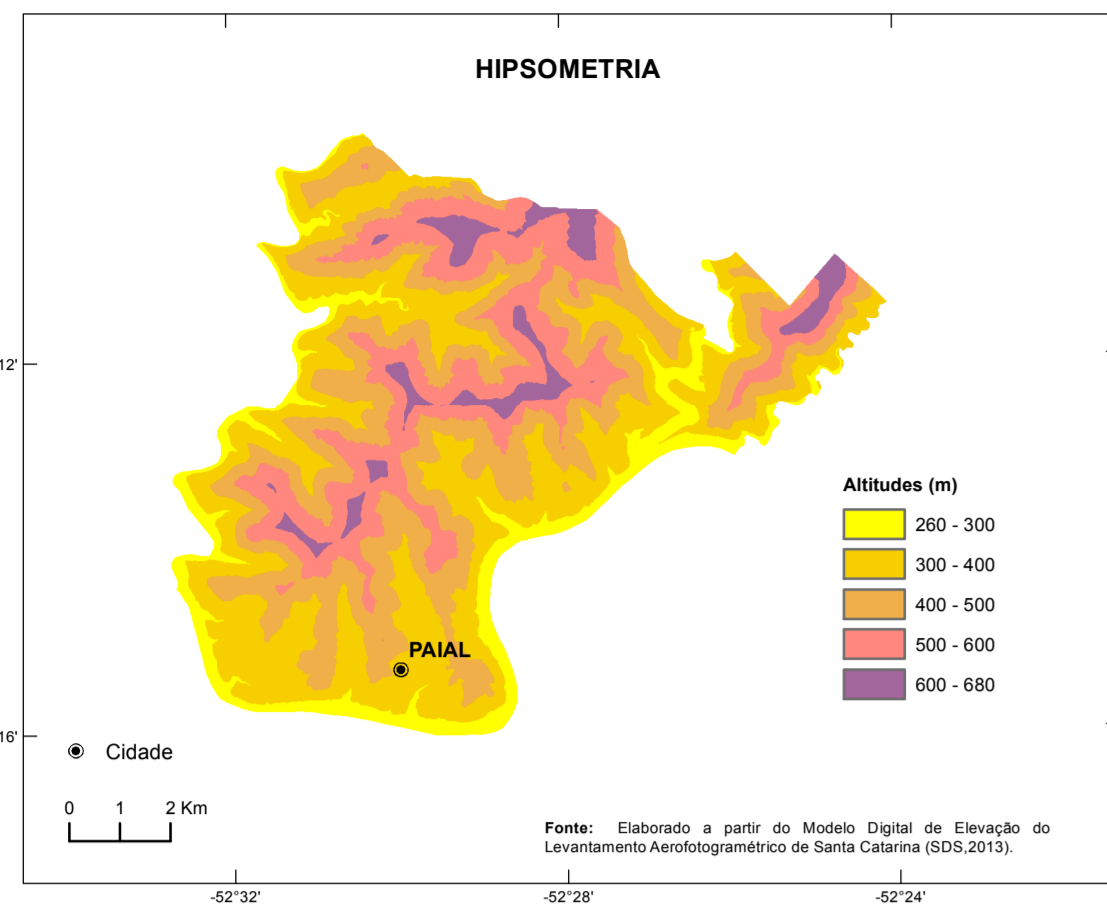 HIPSOMETRIA
12'
Altitudes (m)
260 - 300
300 - 400
400 - 500
500 - 600
600 - 680
PAIAL
16'
Cidade
0 1 2 Km
Fonte: Elaborado a partir do Modelo Digital de Elevação do
Levantamento Aerofotogramétrico de Santa Catarina (SDS,2013).
-52°32' -52°28' -52°24'